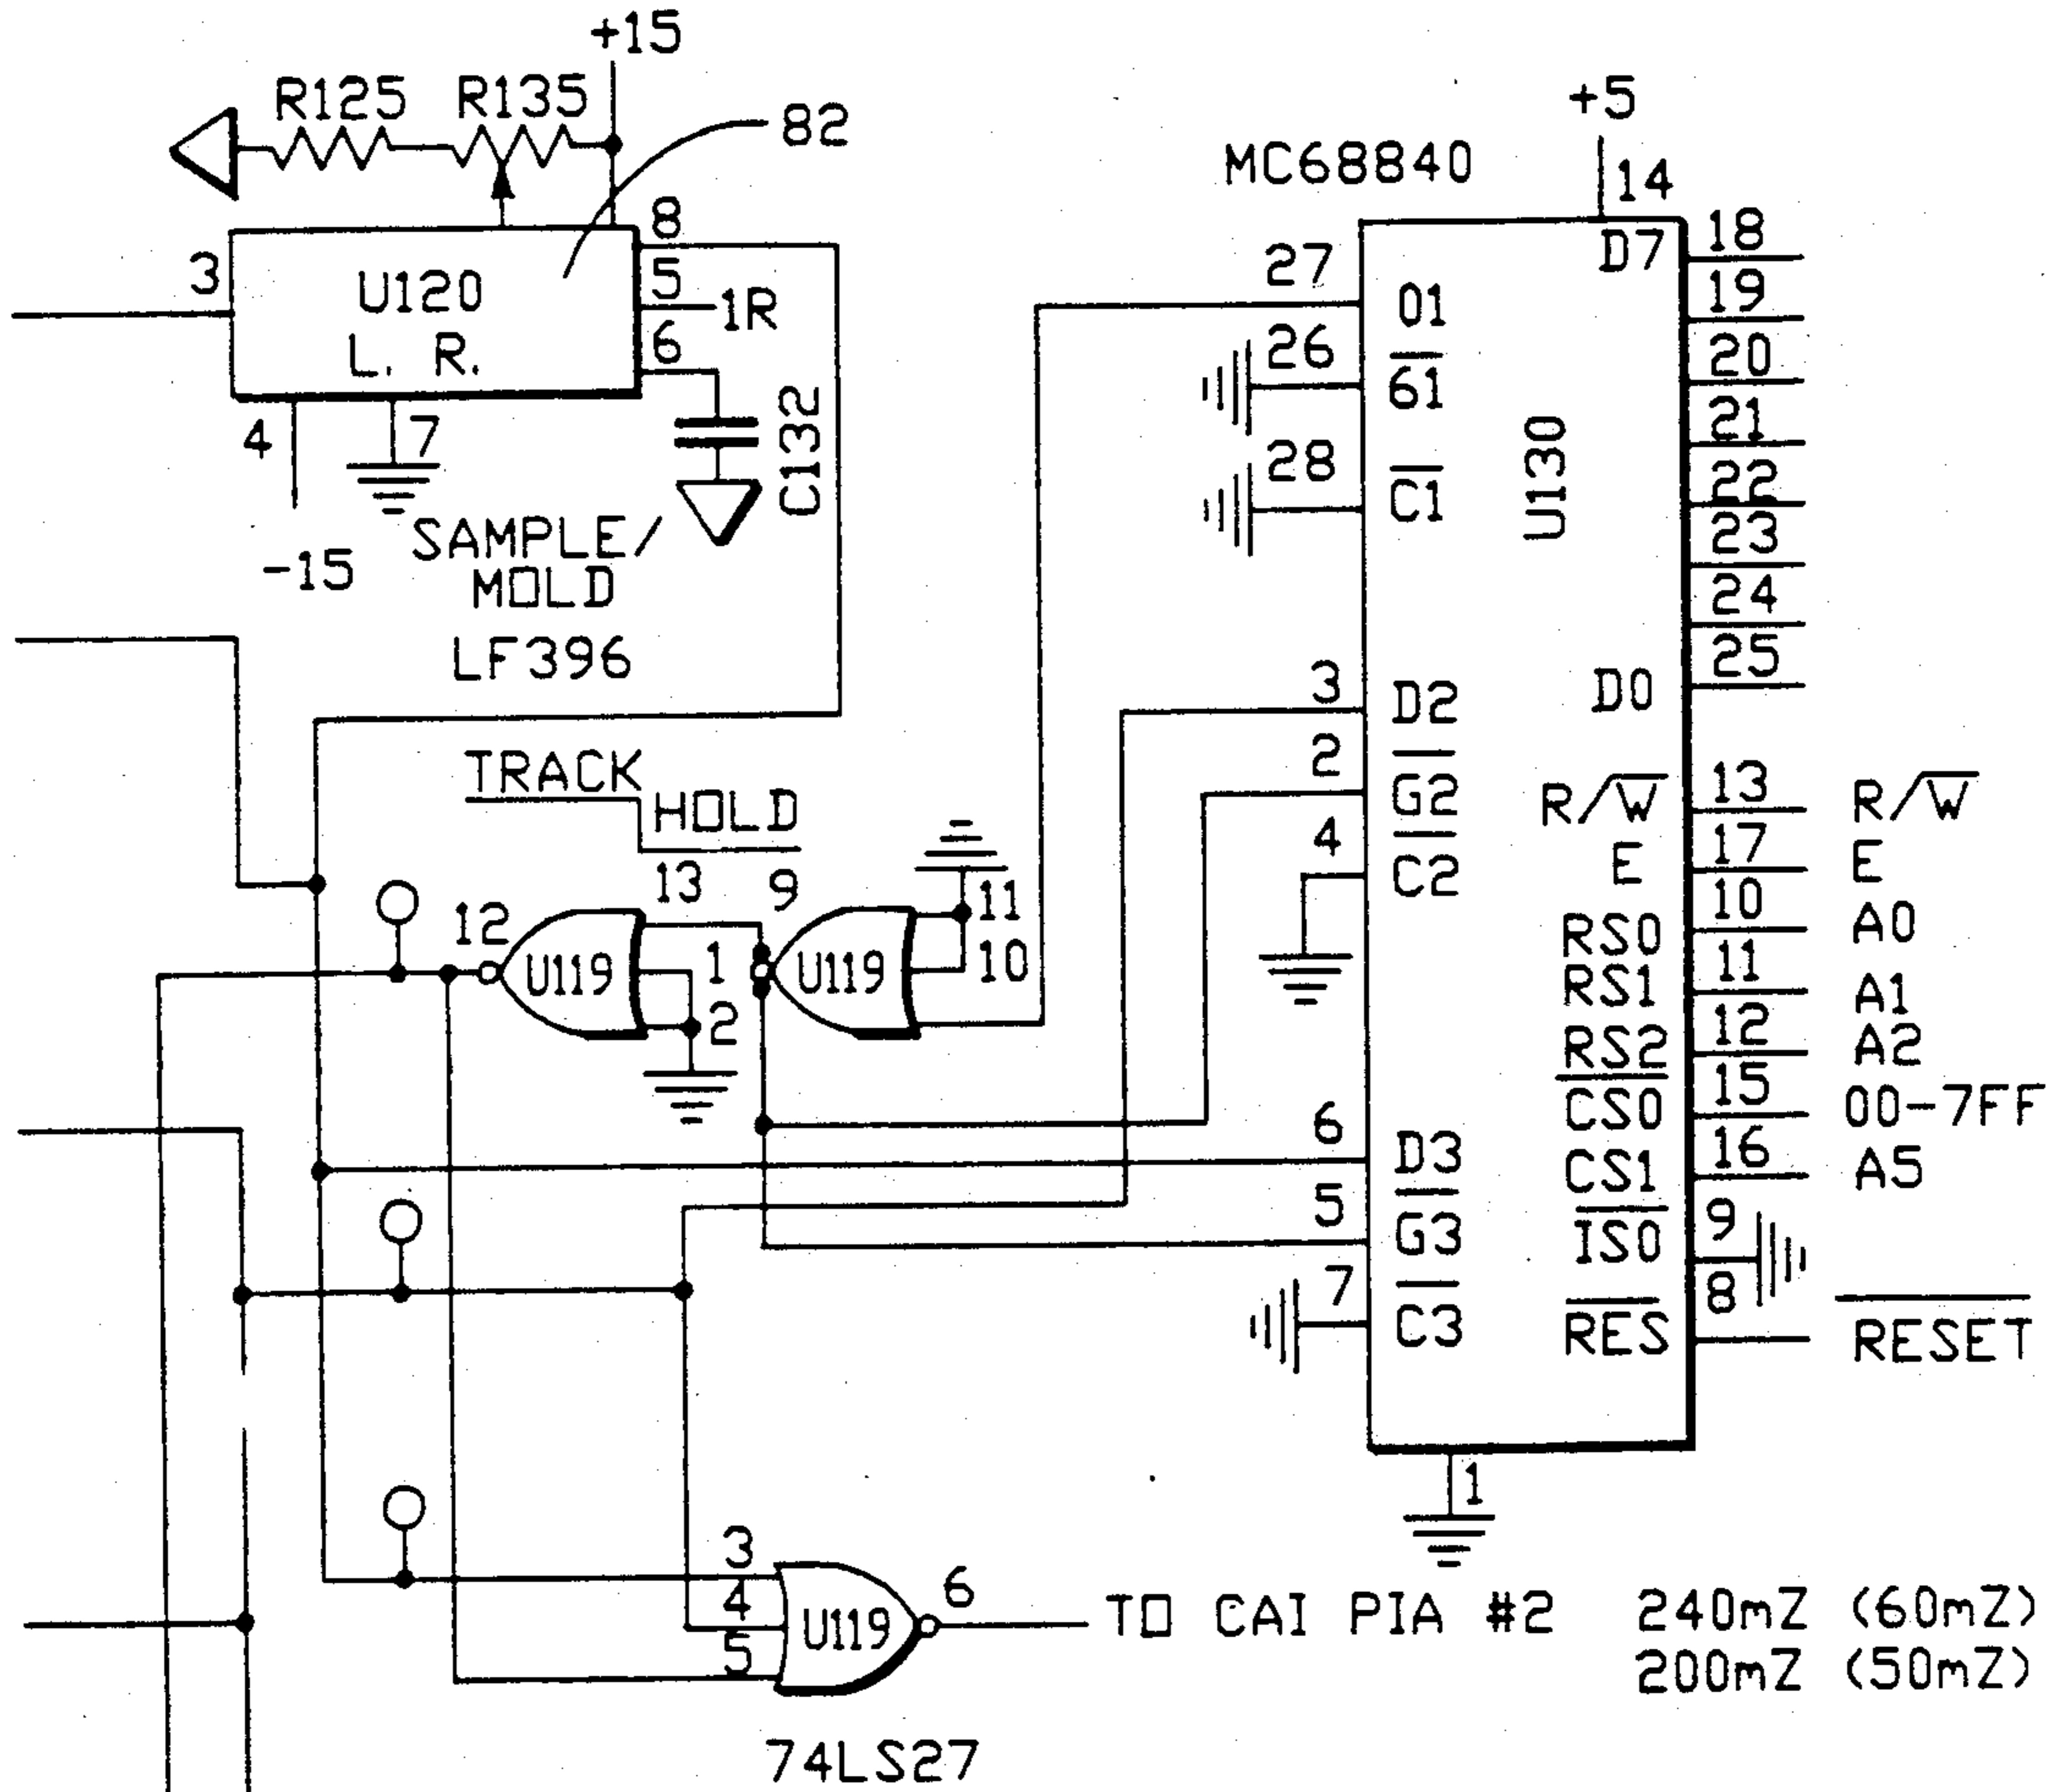 +15
R125 R135
82
3
U120
L. R.
8
5
1R
6
4
7
C132
-15
SAMPLE/
MOLD
LF396
TRACK
HOLD
13
9
12
U119
1
2
U119
11
10
MC68840
+5
14
27
01
26
61
28
C1
U130
D7
18
19
20
21
22
23
24
25
D0
3
D2
2
G2
4
C2
6
D3
5
G3
7
C3
R/W 13 R/W
E 17 E
RS0 10 A0
RS1 11 A1
RS2 12 A2
CS0 15 00-7FF
CS1 16 A5
IS0 9
RES 8 RESET
1
3
4
5
U119
6
TO CAI PIA #2 240mZ (60mZ)
200mZ (50mZ)
74LS27